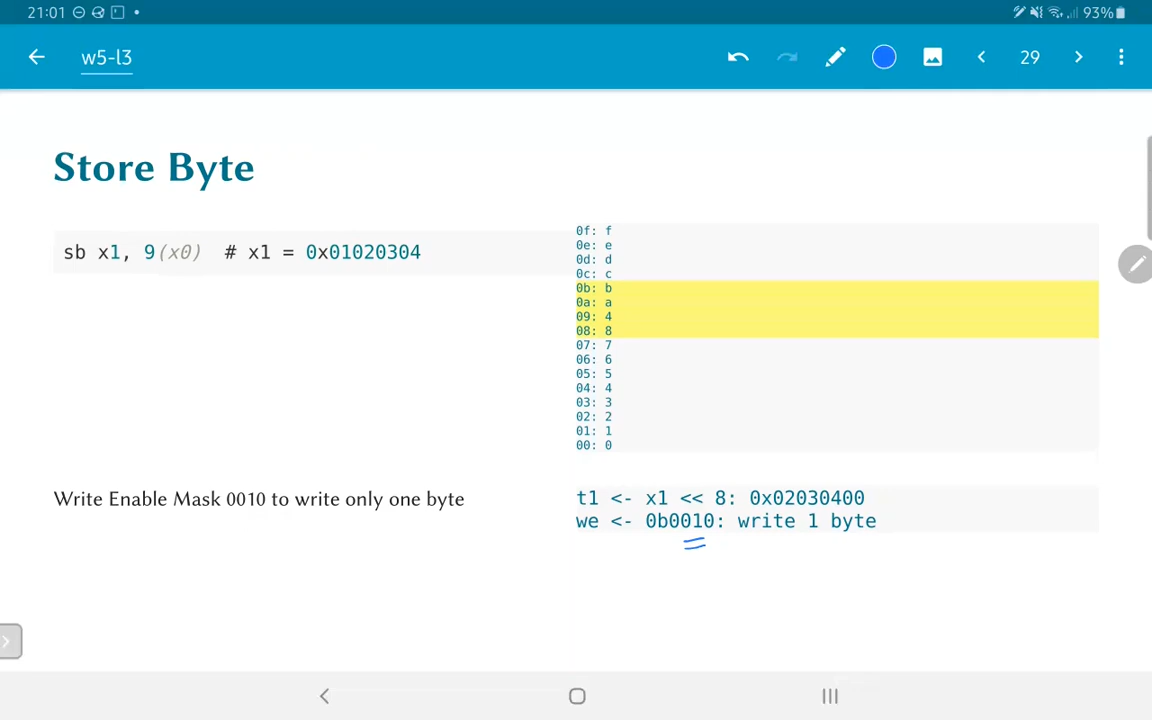 21:01
93%
w5-l3
29
Store Byte
sb x1, 9(x0) # x1 = 0x01020304
0f: f
0e: e
0d: d
0c: c
0b: b
0a: a
09: 4
08: 8
07: 7
06: 6
05: 5
04: 4
03: 3
02: 2
01: 1
00: 0
Write Enable Mask 0010 to write only one byte
t1 <- x1 << 8: 0x02030400
we <- 0b0010: write 1 byte